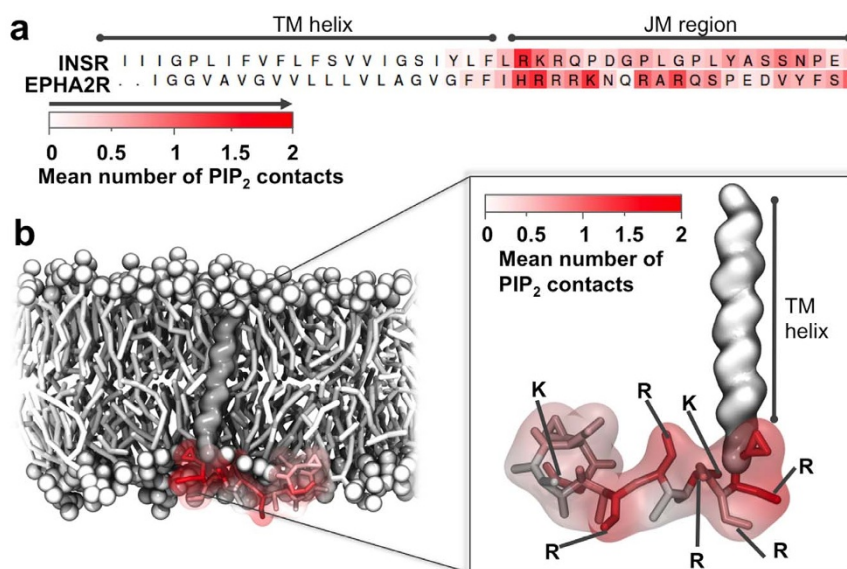 a
TM helix JM region
INSR I I I G P L I F V F L F S V V I G S I Y L F L R K R Q P D G P L G P L Y A S S N P E
EPHA2R . . I G G V A V G V V L L L V L A G V G F F I H R R R K N Q R A R Q S P E D V Y F S
0 0.5 1 1.5 2
Mean number of PIP2 contacts
b
0 0.5 1 1.5 2
Mean number of
PIP2 contacts
TM
helix
K R K
R
R R R